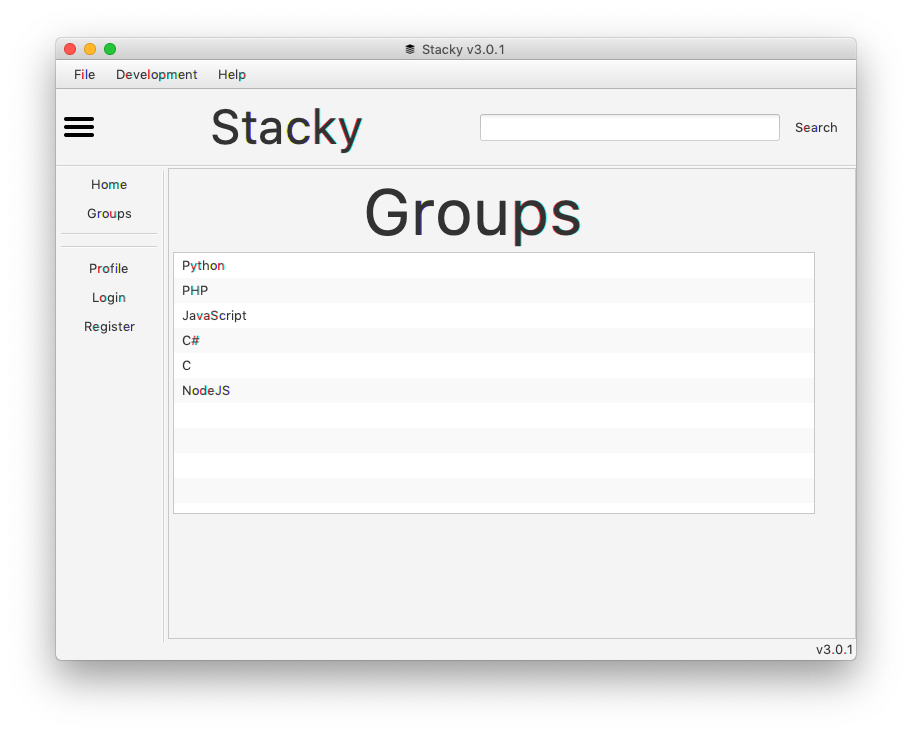 Stacky v3.0.1
File Development Help
Stacky
Search
Home
Groups
Profile
Login
Register
Groups
Python
PHP
JavaScript
C#
C
NodeJS
v3.0.1